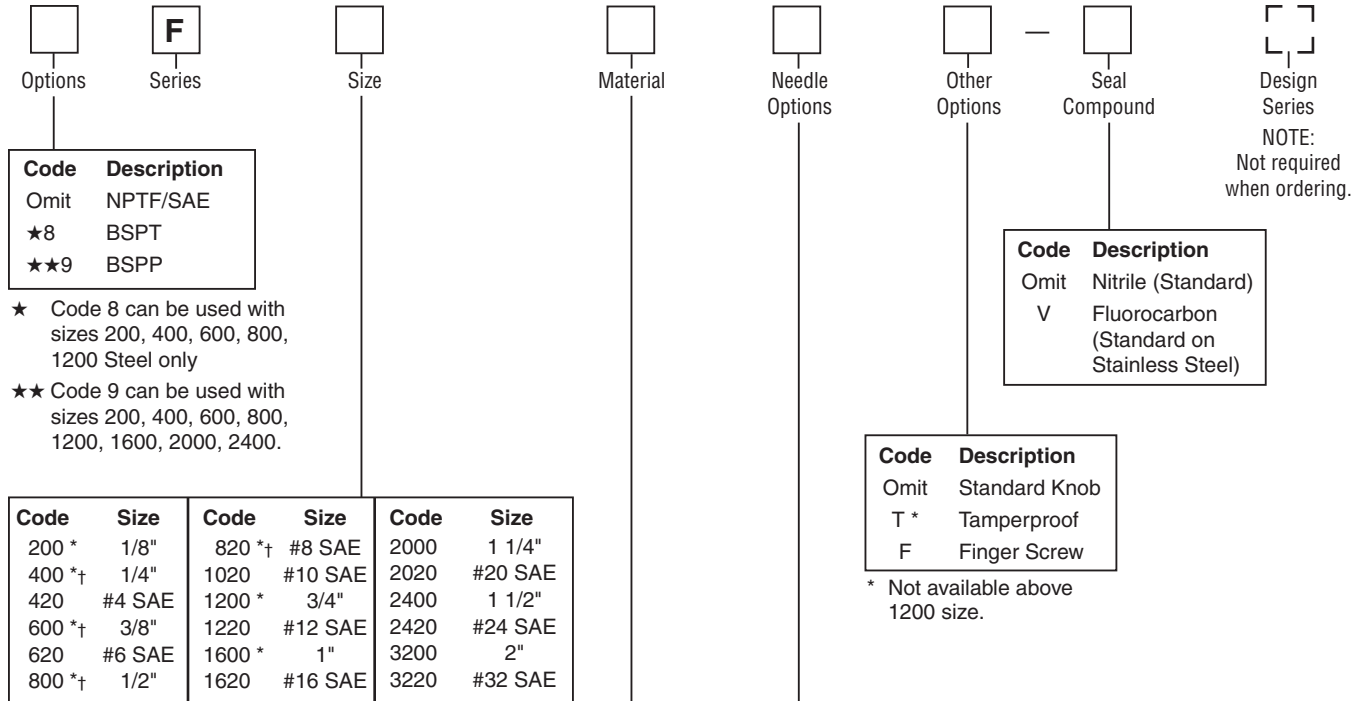 F
Options Series Size Material Needle Options Other Options — Seal Compound Design Series
NOTE:
Not required
when ordering.
Code Description
Omit NPTF/SAE
★8 BSPT
★★9 BSPP
★ Code 8 can be used with
sizes 200, 400, 600, 800,
1200 Steel only
★★ Code 9 can be used with
sizes 200, 400, 600, 800,
1200, 1600, 2000, 2400.
Code Description
Omit Nitrile (Standard)
V Fluorocarbon
(Standard on
Stainless Steel)
Code Description
Omit Standard Knob
T * Tamperproof
F Finger Screw
* Not available above
1200 size.
Code Size Code Size Code Size
200 * 1/8" 820 *† #8 SAE 2000 1 1/4"
400 *† 1/4" 1020 #10 SAE 2020 #20 SAE
420 #4 SAE 1200 * 3/4" 2400 1 1/2"
600 *† 3/8" 1220 #12 SAE 2420 #24 SAE
620 #6 SAE 1600 * 1" 3200 2"
800 *† 1/2" 1620 #16 SAE 3220 #32 SAE